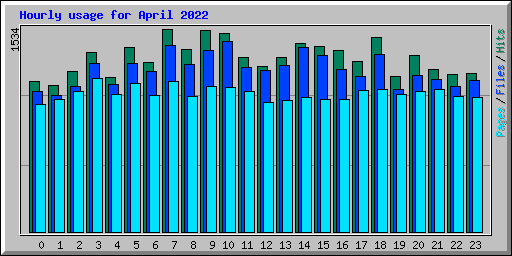 Hourly usage for April 2022
1534
Pages / Files / Hits
0 1 2 3 4 5 6 7 8 9 10 11 12 13 14 15 16 17 18 19 20 21 22 23